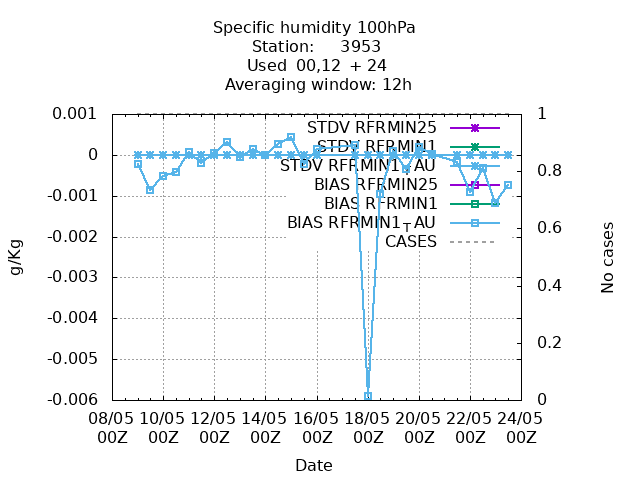 Specific humidity 100hPa
Station: 3953
Used 00,12 + 24
Averaging window: 12h
0.001
0
-0.001
-0.002
-0.003
-0.004
-0.005
-0.006
g/Kg
1
0.8
0.6
0.4
0.2
0
No cases
STDV RFRMIN25
STDV RFRMIN1
STDV RFRMIN1TAU
BIAS RFRMIN25
BIAS RFRMIN1
BIAS RFRMIN1TAU
CASES
08/05 10/05 12/05 14/05 16/05 18/05 20/05 22/05 24/05
00Z 00Z 00Z 00Z 00Z 00Z 00Z 00Z 00Z
Date